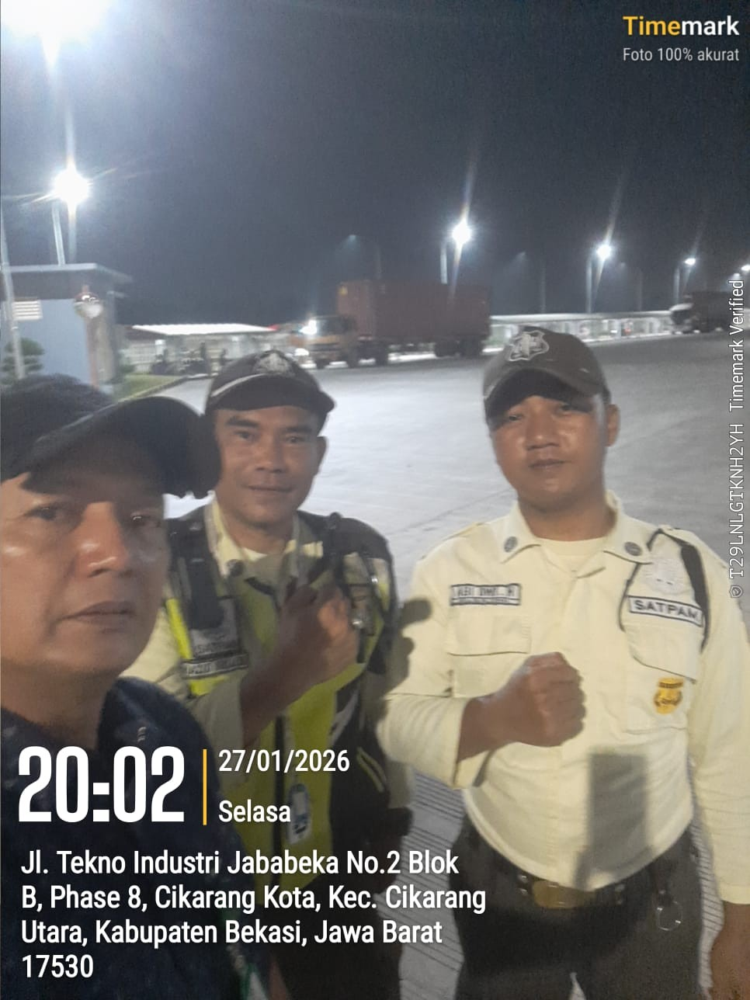 Timemark
Foto 100% akurat
SATPAM
20:02
27/01/2026
Selasa
Jl. Tekno Industri Jababeka No.2 Blok
B, Phase 8, Cikarang Kota, Kec. Cikarang
Utara, Kabupaten Bekasi, Jawa Barat
17530
© T29LNLGTKNH2YH Timemark Verified